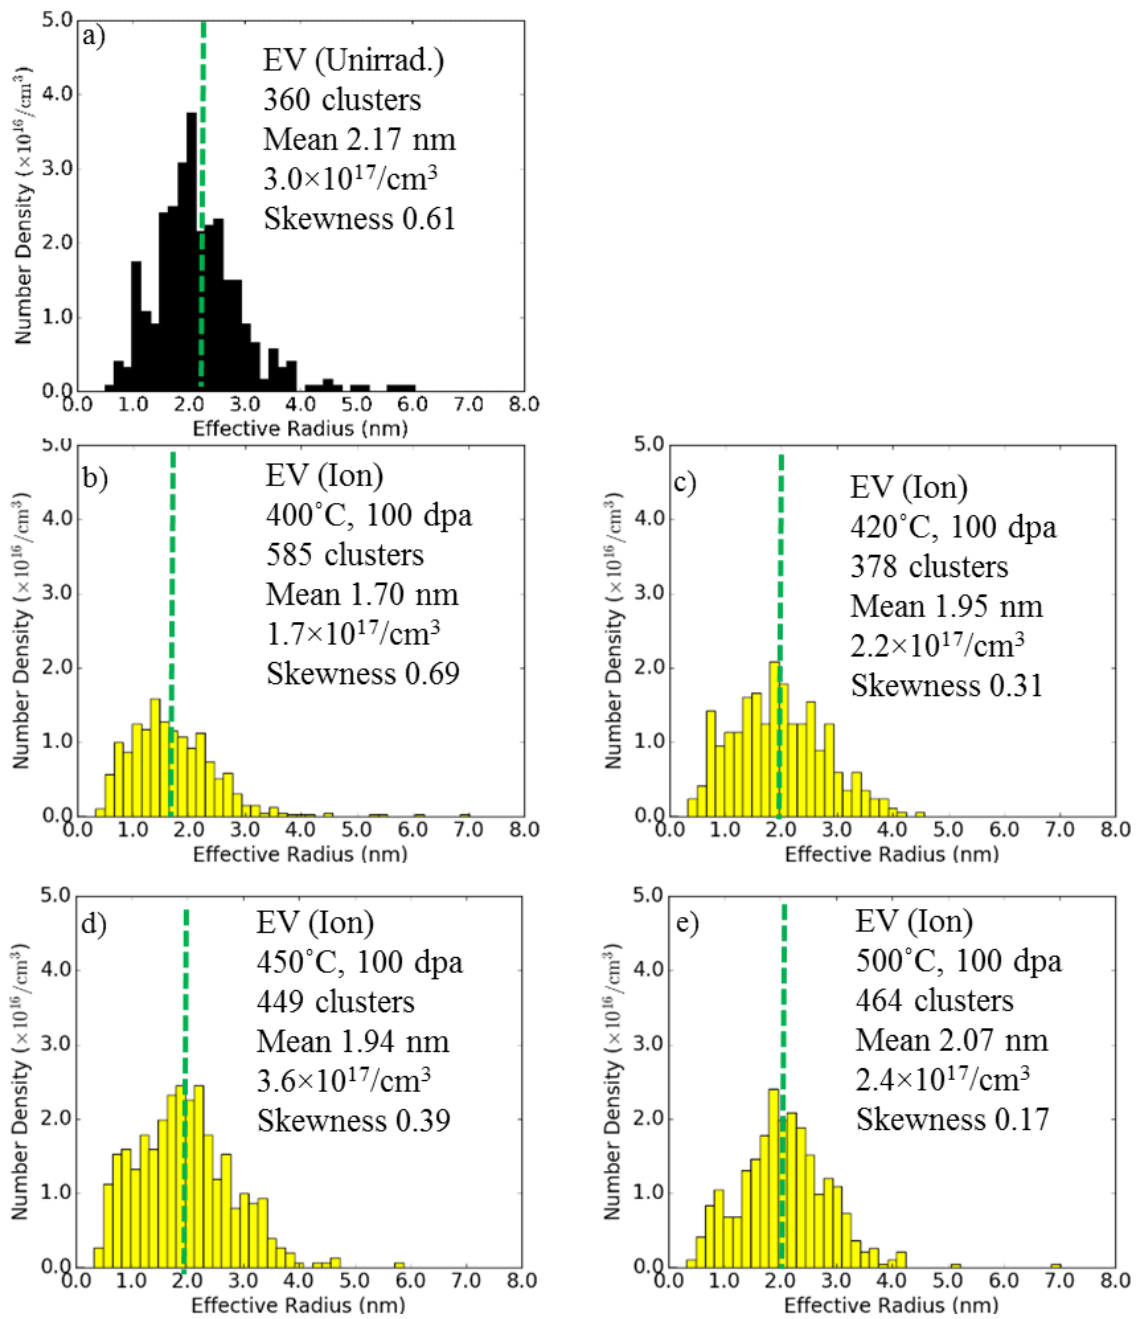 a)
EV (Unirrad.)
360 clusters
Mean 2.17 nm
3.0×10¹⁷/cm³
Skewness 0.61
Number Density (×10¹⁶/cm³)
5.0
4.0
3.0
2.0
1.0
0.0
0.0 1.0 2.0 3.0 4.0 5.0 6.0 7.0 8.0
Effective Radius (nm)
b)
EV (Ion)
400˚C, 100 dpa
585 clusters
Mean 1.70 nm
1.7×10¹⁷/cm³
Skewness 0.69
Number Density (×10¹⁶/cm³)
5.0
4.0
3.0
2.0
1.0
0.0
0.0 1.0 2.0 3.0 4.0 5.0 6.0 7.0 8.0
Effective Radius (nm)
c)
EV (Ion)
420˚C, 100 dpa
378 clusters
Mean 1.95 nm
2.2×10¹⁷/cm³
Skewness 0.31
Number Density (×10¹⁶/cm³)
5.0
4.0
3.0
2.0
1.0
0.0
0.0 1.0 2.0 3.0 4.0 5.0 6.0 7.0 8.0
Effective Radius (nm)
d)
EV (Ion)
450˚C, 100 dpa
449 clusters
Mean 1.94 nm
3.6×10¹⁷/cm³
Skewness 0.39
Number Density (×10¹⁶/cm³)
5.0
4.0
3.0
2.0
1.0
0.0
0.0 1.0 2.0 3.0 4.0 5.0 6.0 7.0 8.0
Effective Radius (nm)
e)
EV (Ion)
500˚C, 100 dpa
464 clusters
Mean 2.07 nm
2.4×10¹⁷/cm³
Skewness 0.17
Number Density (×10¹⁶/cm³)
5.0
4.0
3.0
2.0
1.0
0.0
0.0 1.0 2.0 3.0 4.0 5.0 6.0 7.0 8.0
Effective Radius (nm)